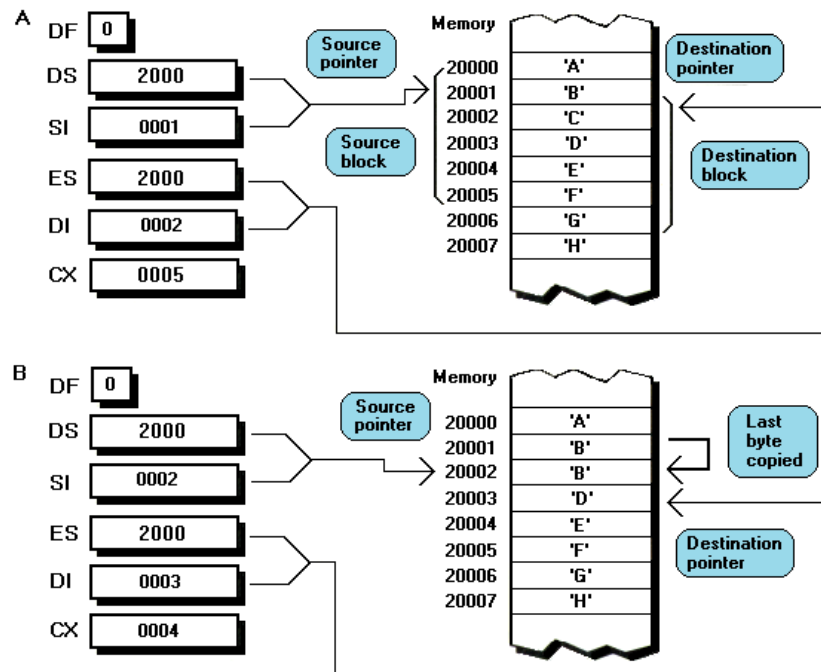 A
DF 0
DS 2000
SI 0001
ES 2000
DI 0002
CX 0005
Source
pointer
Source
block
Memory
20000 'A'
20001 'B'
20002 'C'
20003 'D'
20004 'E'
20005 'F'
20006 'G'
20007 'H'
Destination
pointer
Destination
block
B
DF 0
DS 2000
SI 0002
ES 2000
DI 0003
CX 0004
Source
pointer
Memory
20000 'A'
20001 'B'
20002 'B'
20003 'D'
20004 'E'
20005 'F'
20006 'G'
20007 'H'
Last
byte
copied
Destination
pointer